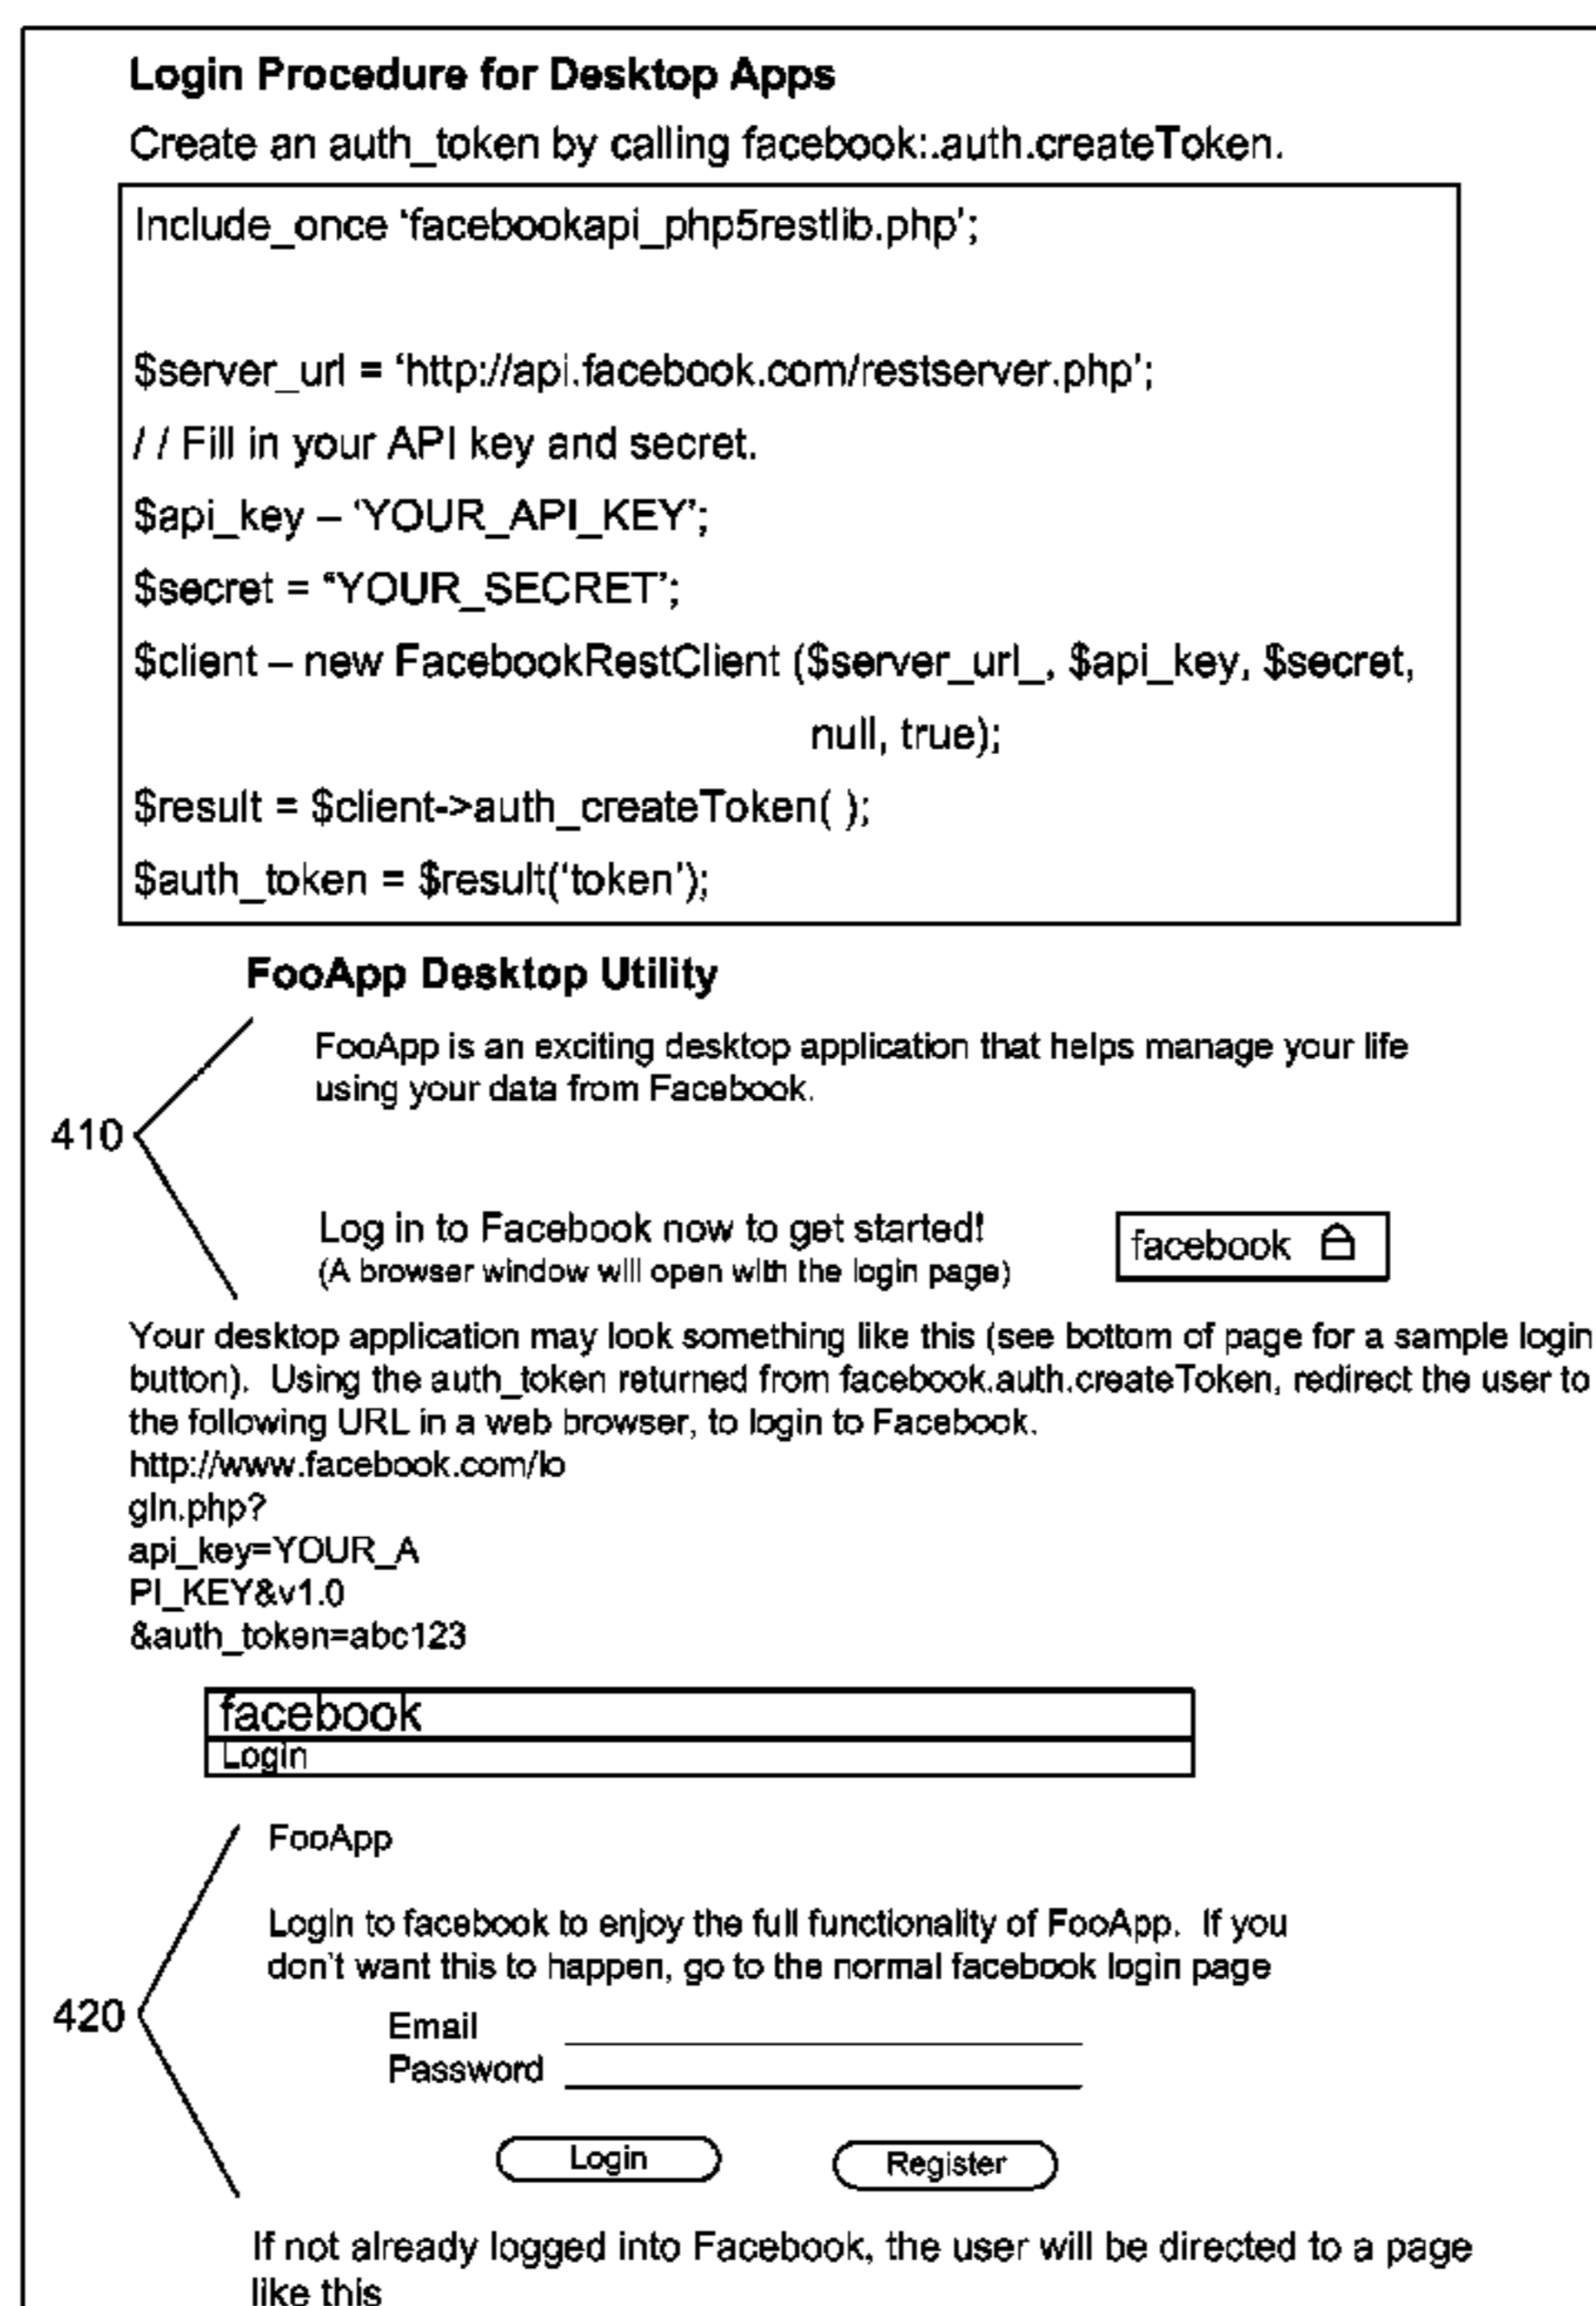 Login Procedure for Desktop Apps
Create an auth_token by calling facebook:.auth.createToken.
Include_once ‘facebookapi_php5restlib.php’;
$server_url = ‘http://api.facebook.com/restserver.php’;
/ / Fill in your API key and secret.
$api_key – ‘YOUR_API_KEY’;
$secret = “YOUR_SECRET’;
$client – new FacebookRestClient ($server_url_, $api_key, $secret,
null, true);
$result = $client->auth_createToken( );
$auth_token = $result(‘token’);
FooApp Desktop Utility
FooApp is an exciting desktop application that helps manage your life
using your data from Facebook.
410
Log in to Facebook now to get started!
(A browser window will open with the login page)
facebook
Your desktop application may look something like this (see bottom of page for a sample login
button). Using the auth_token returned from facebook.auth.createToken, redirect the user to
the following URL in a web browser, to login to Facebook.
http://www.facebook.com/lo
gin.php?
api_key=YOUR_A
PI_KEY&v1.0
&auth_token=abc123
facebook
Login
FooApp
Login to facebook to enjoy the full functionality of FooApp. If you
don’t want this to happen, go to the normal facebook login page
420
Email
Password
Login Register
If not already logged into Facebook, the user will be directed to a page
like this